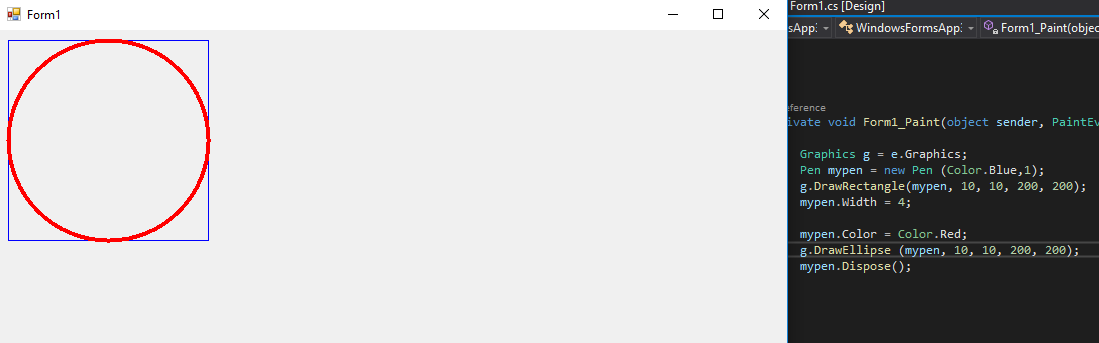 Form1
Form1.cs [Design]
sApp: WindowsFormsApp: Form1_Paint(objec
eference
ivate void Form1_Paint(object sender, PaintEv
Graphics g = e.Graphics;
Pen mypen = new Pen (Color.Blue,1);
g.DrawRectangle(mypen, 10, 10, 200, 200);
mypen.Width = 4;
mypen.Color = Color.Red;
g.DrawEllipse (mypen, 10, 10, 200, 200);
mypen.Dispose();